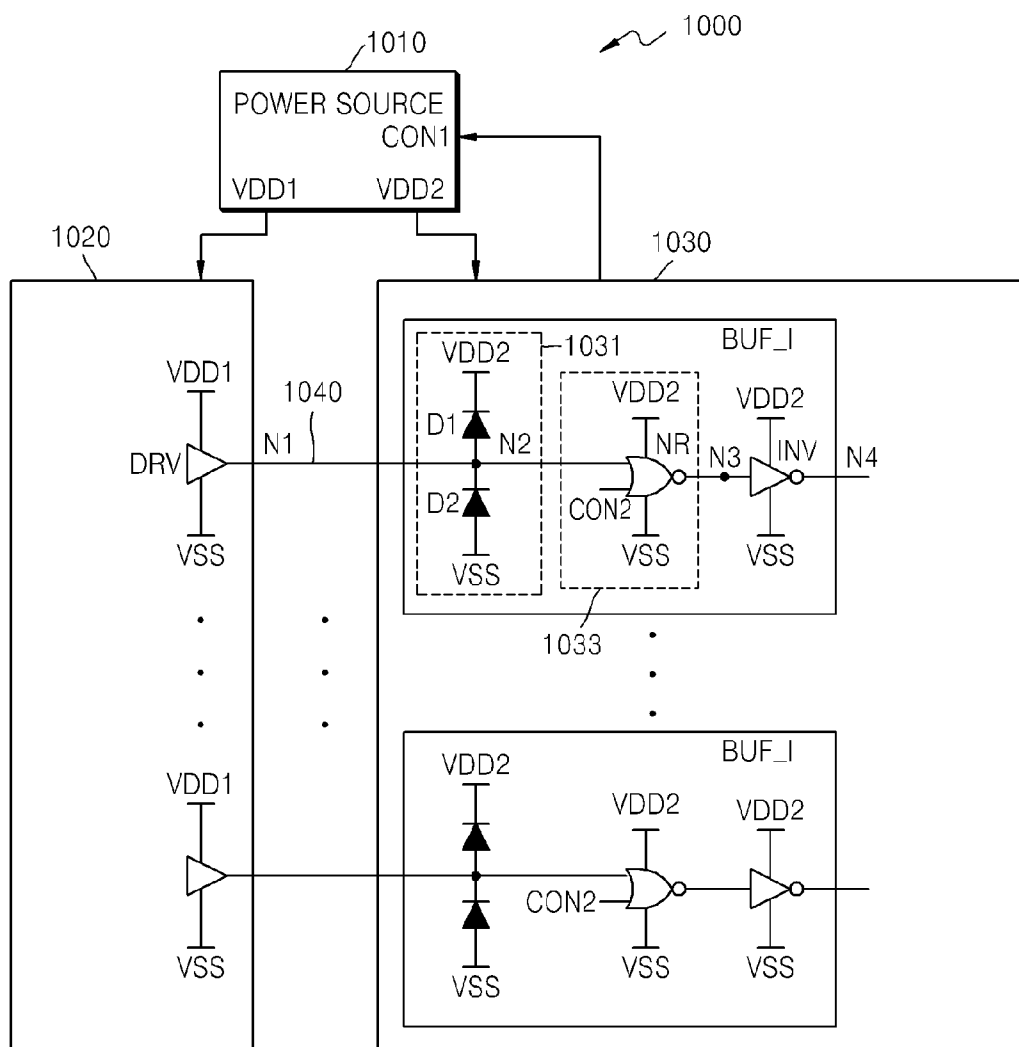 1000
1010
POWER SOURCE
CON1
VDD1 VDD2
1020
1030
BUF_I
1031
VDD2
VDD1
1040
VDD2
VDD2
D1
N1
N2
NR
N3
INV
N4
DRV
D2
CON2
VSS
VSS
VSS
VSS
1033
BUF_I
VDD2
VDD1
VDD2
VDD2
CON2
VSS
VSS
VSS
VSS